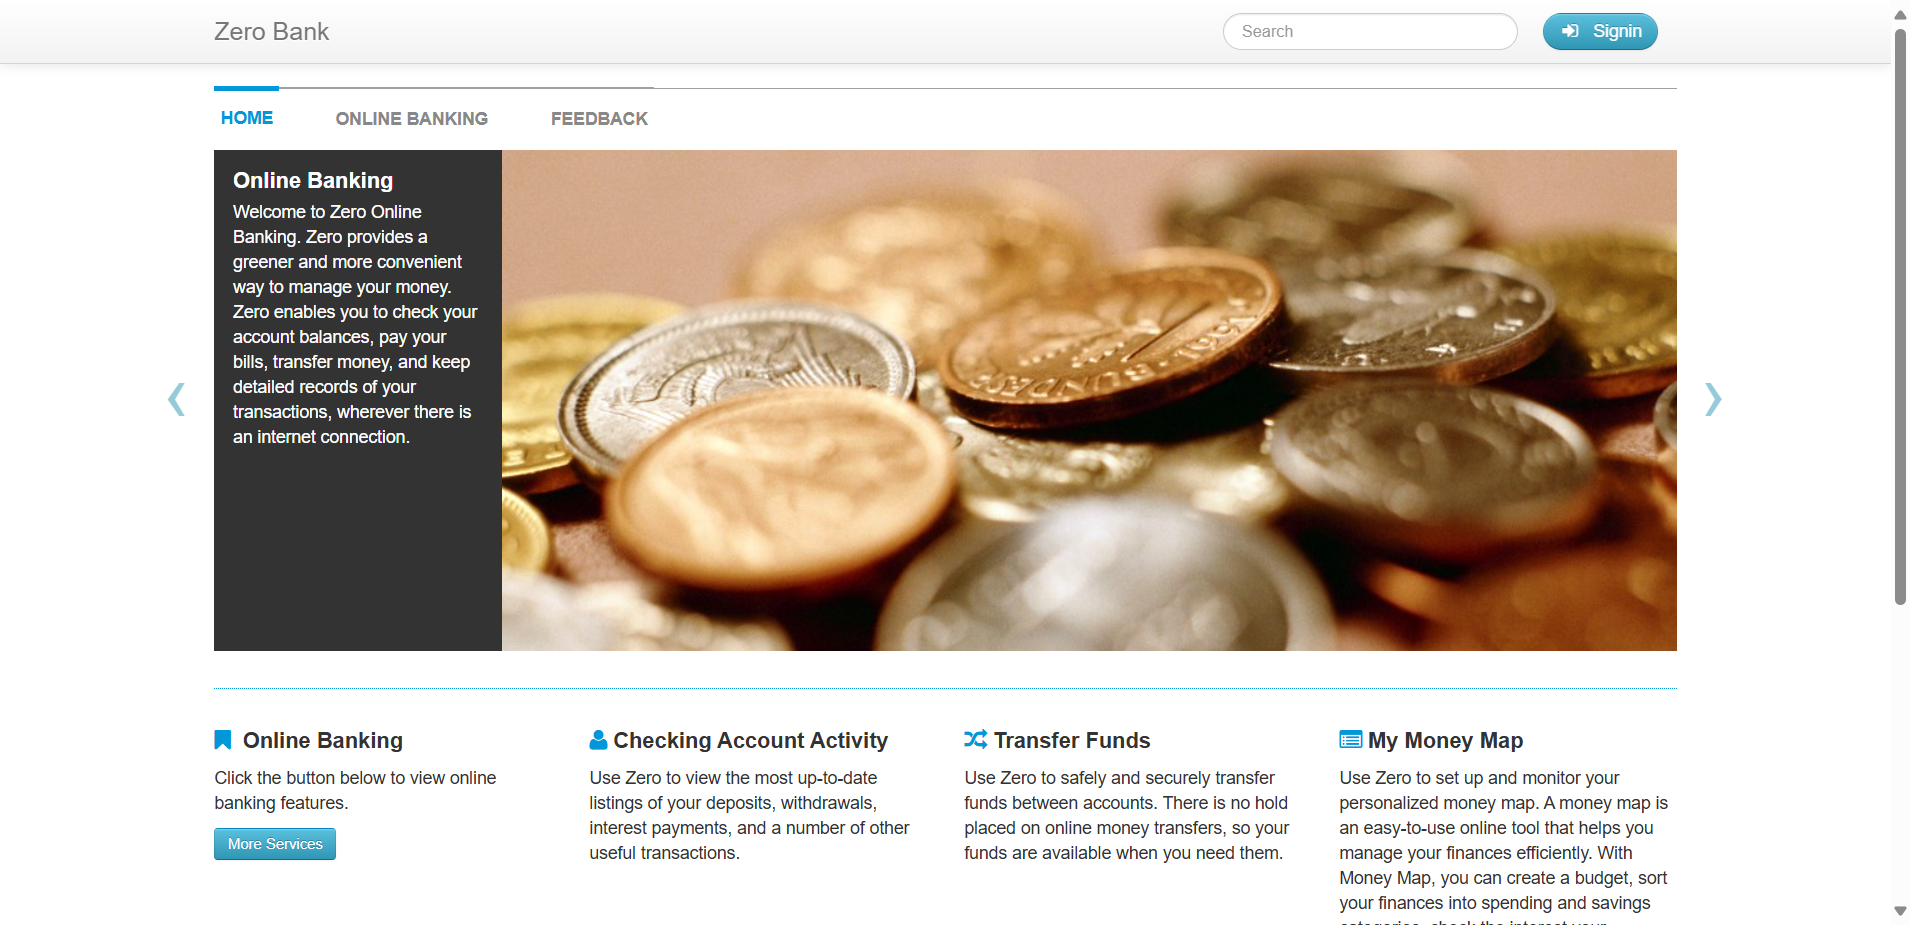 Zero Bank
Search
Signin
HOME
ONLINE BANKING
FEEDBACK
Online Banking
Welcome to Zero Online
Banking. Zero provides a
greener and more convenient
way to manage your money.
Zero enables you to check your
account balances, pay your
bills, transfer money, and keep
detailed records of your
transactions, wherever there is
an internet connection.
Online Banking
Click the button below to view online
banking features.
More Services
Checking Account Activity
Use Zero to view the most up-to-date
listings of your deposits, withdrawals,
interest payments, and a number of other
useful transactions.
Transfer Funds
Use Zero to safely and securely transfer
funds between accounts. There is no hold
placed on online money transfers, so your
funds are available when you need them.
My Money Map
Use Zero to set up and monitor your
personalized money map. A money map is
an easy-to-use online tool that helps you
manage your finances efficiently. With
Money Map, you can create a budget, sort
your finances into spending and savings